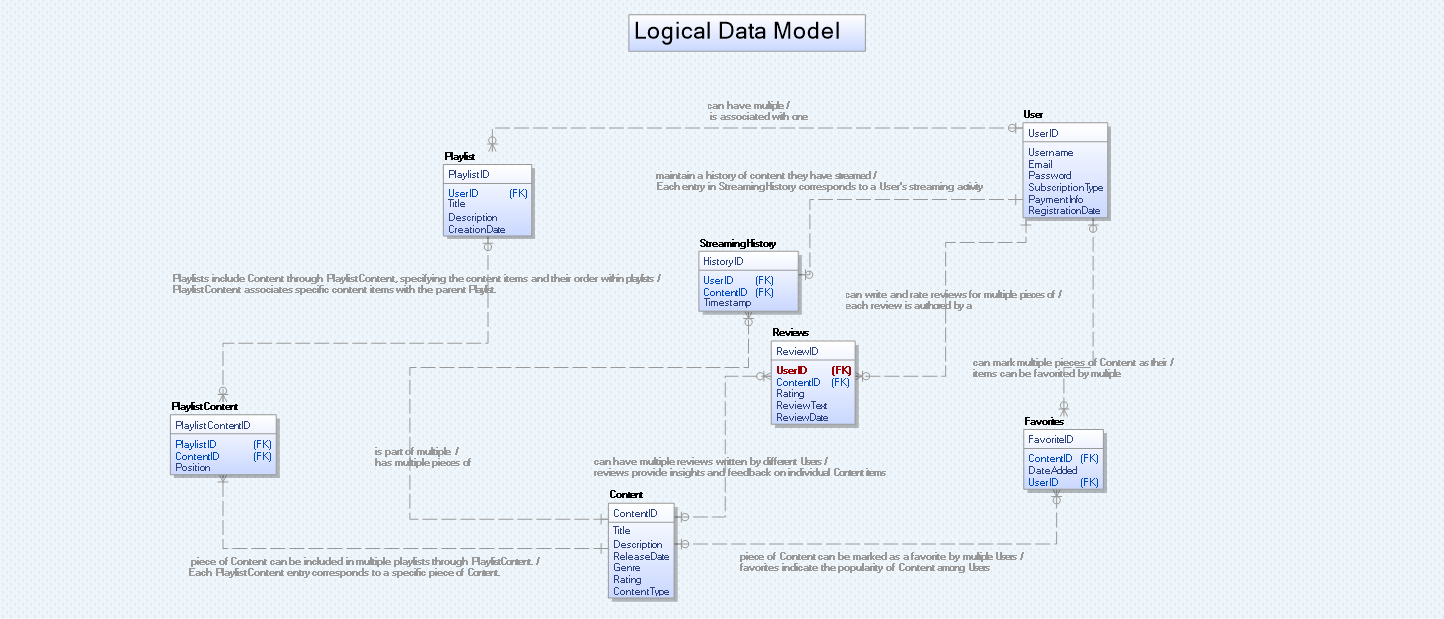 Logical Data Model
can have multiple /
is associated with one
User
UserID
Username
Email
Password
SubscriptionType
PaymentInfo
RegistrationDate
Playlist
PlaylistID
UserID (FK)
Title
Description
CreationDate
maintain a history of content they have streamed /
Each entry in StreamingHistory corresponds to a User's streaming activity
StreamingHistory
HistoryID
UserID (FK)
ContentID (FK)
Timestamp
Playlists include Content through PlaylistContent, specifying the content items and their order within playlists /
PlaylistContent associates specific content items with the parent Playlist.
can write and rate reviews for multiple pieces of /
each review is authored by a
Reviews
ReviewID
UserID (FK)
ContentID (FK)
Rating
ReviewText
ReviewDate
can mark multiple pieces of Content as their /
items can be favorited by multiple
PlaylistContent
PlaylistContentID
PlaylistID (FK)
ContentID (FK)
Position
Favorites
FavoriteID
ContentID (FK)
DateAdded
UserID (FK)
is part of multiple /
has multiple pieces of
can have multiple reviews written by different Users /
reviews provide insights and feedback on individual Content items
Content
ContentID
Title
Description
ReleaseDate
Genre
Rating
ContentType
piece of Content can be included in multiple playlists through PlaylistContent. /
Each PlaylistContent entry corresponds to a specific piece of Content.
piece of Content can be marked as a favorite by multiple Users /
favorites indicate the popularity of Content among Users